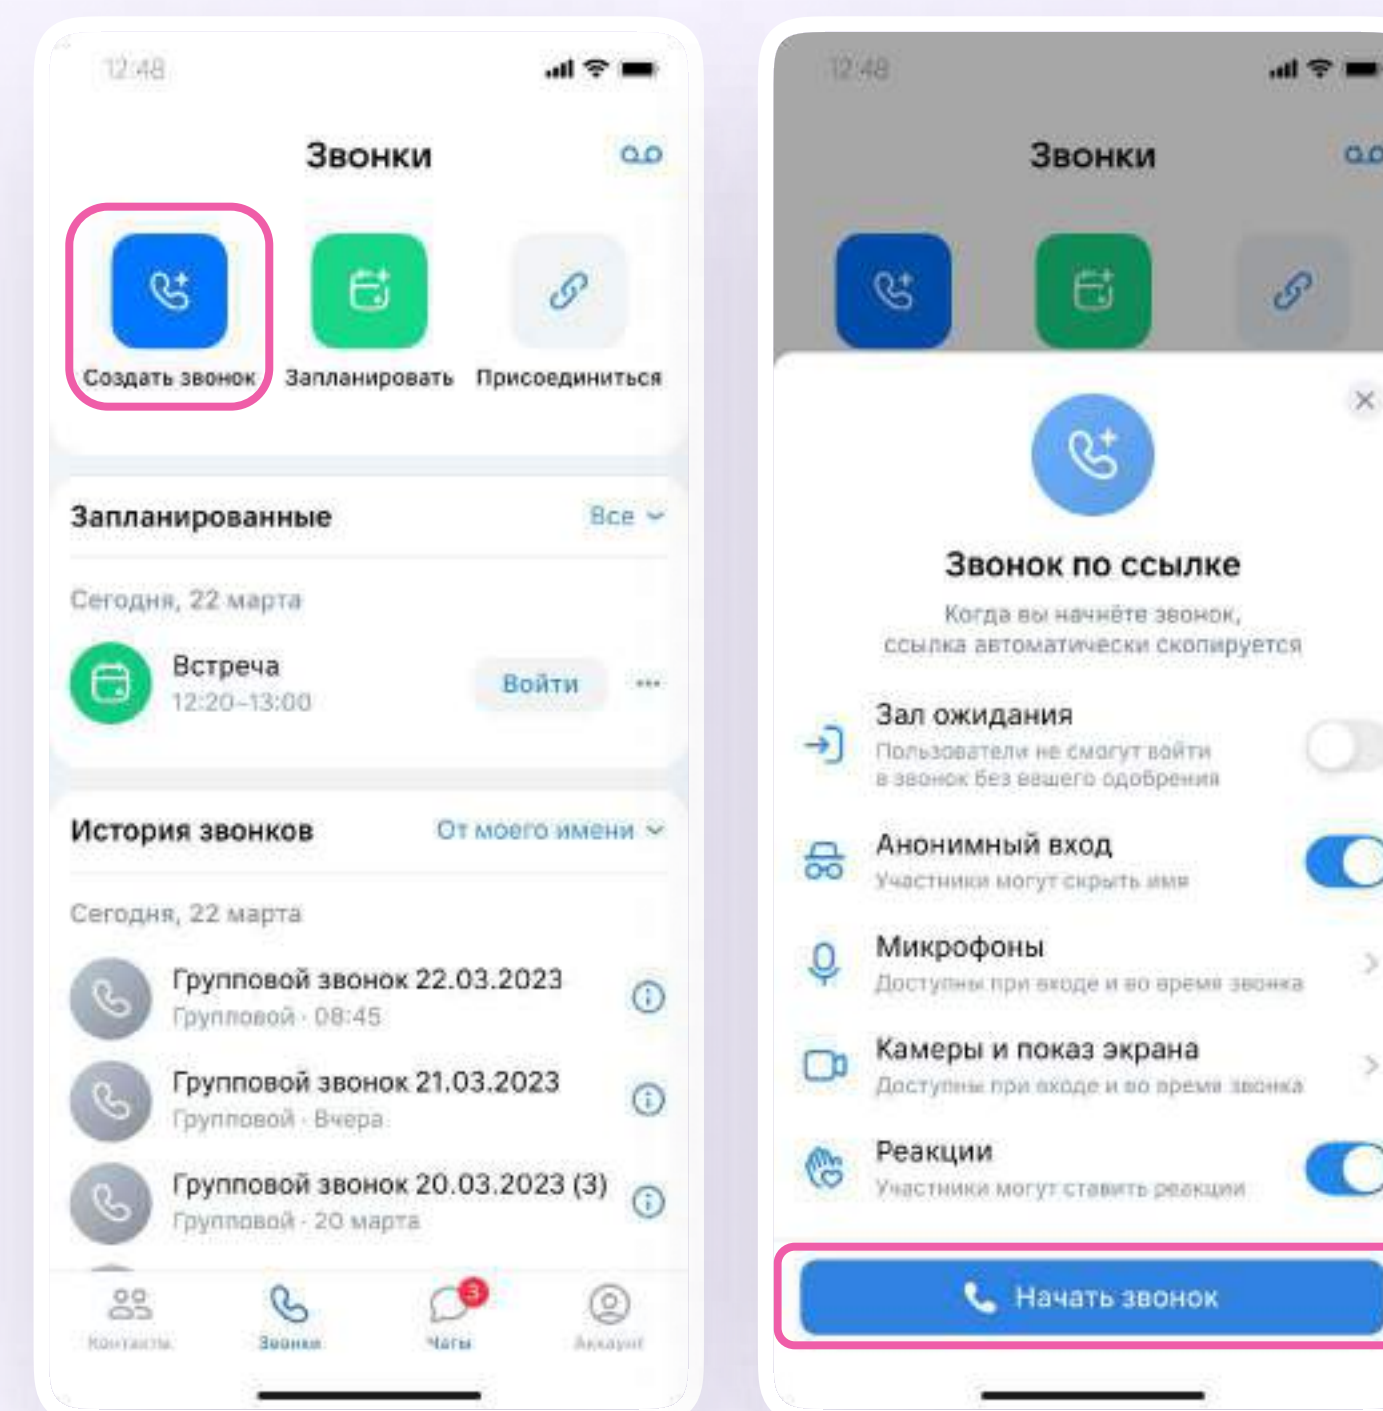 12:48
Звонки
Создать звонок
Запланировать
Присоединиться
Запланированные
Все
Сегодня, 22 марта
Встреча
12:20–13:00
Войти
История звонков
От моего имени
Сегодня, 22 марта
Групповой звонок 22.03.2023
Групповой · 08:45
Групповой звонок 21.03.2023
Групповой · Вчера
Групповой звонок 20.03.2023 (3)
Групповой · 20 марта
3
Контакты
Звонки
Чаты
Аккаунт
12:48
Звонки
Звонок по ссылке
Когда вы начнёте звонок,
ссылка автоматически скопируется
Зал ожидания
Пользователи не смогут войти
в звонок без вашего одобрения
Анонимный вход
Участники могут скрыть имя
Микрофоны
Доступны при входе и во время звонка
Камеры и показ экрана
Доступны при входе и во время звонка
Реакции
Участники могут ставить реакции
Начать звонок